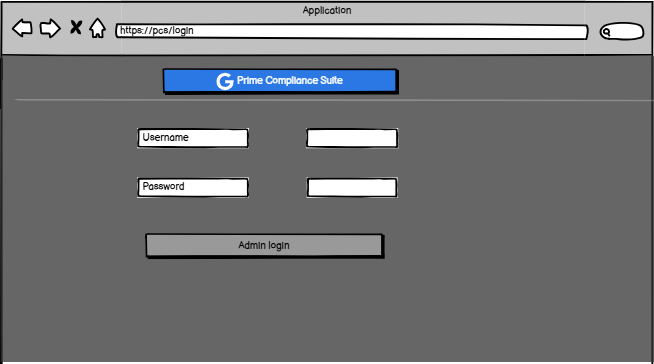 Application
https://pcs/login
G Prime Compliance Suite
Username
Password
Admin login